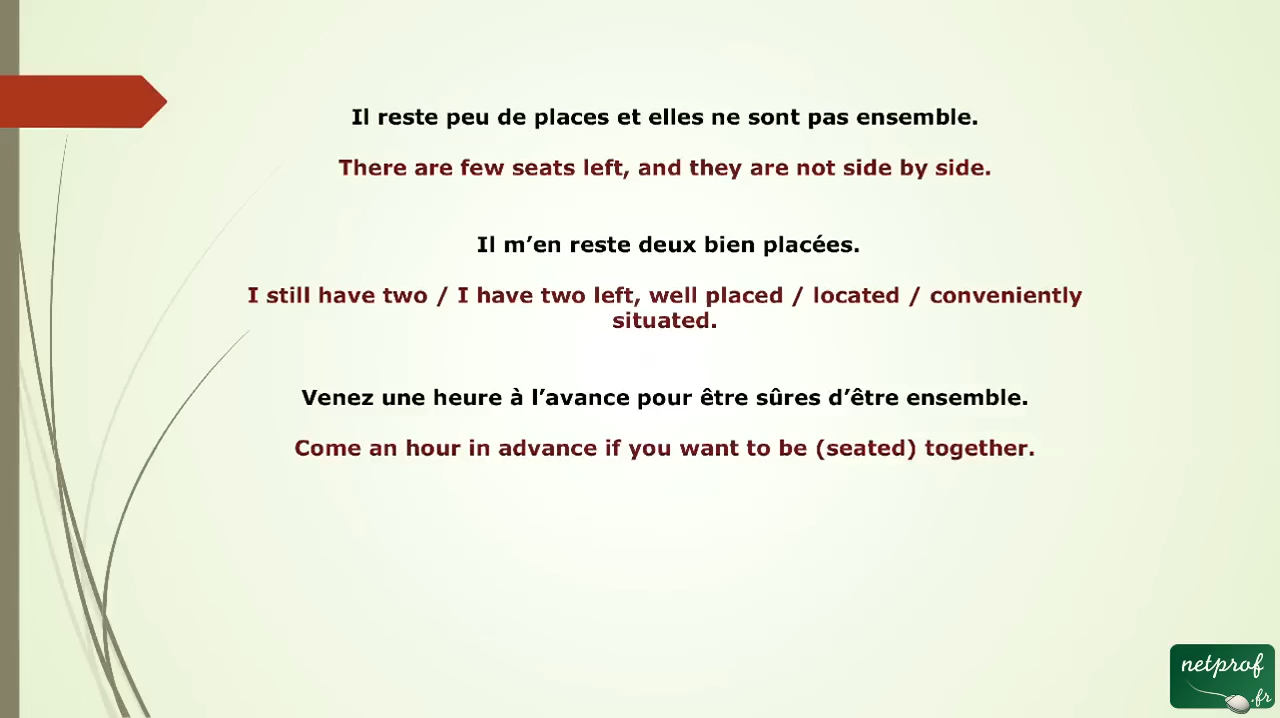 Il reste peu de places et elles ne sont pas ensemble.
There are few seats left, and they are not side by side.
Il m’en reste deux bien placées.
I still have two / I have two left, well placed / located / conveniently
situated.
Venez une heure à l’avance pour être sûres d’être ensemble.
Come an hour in advance if you want to be (seated) together.
netprof
.fr